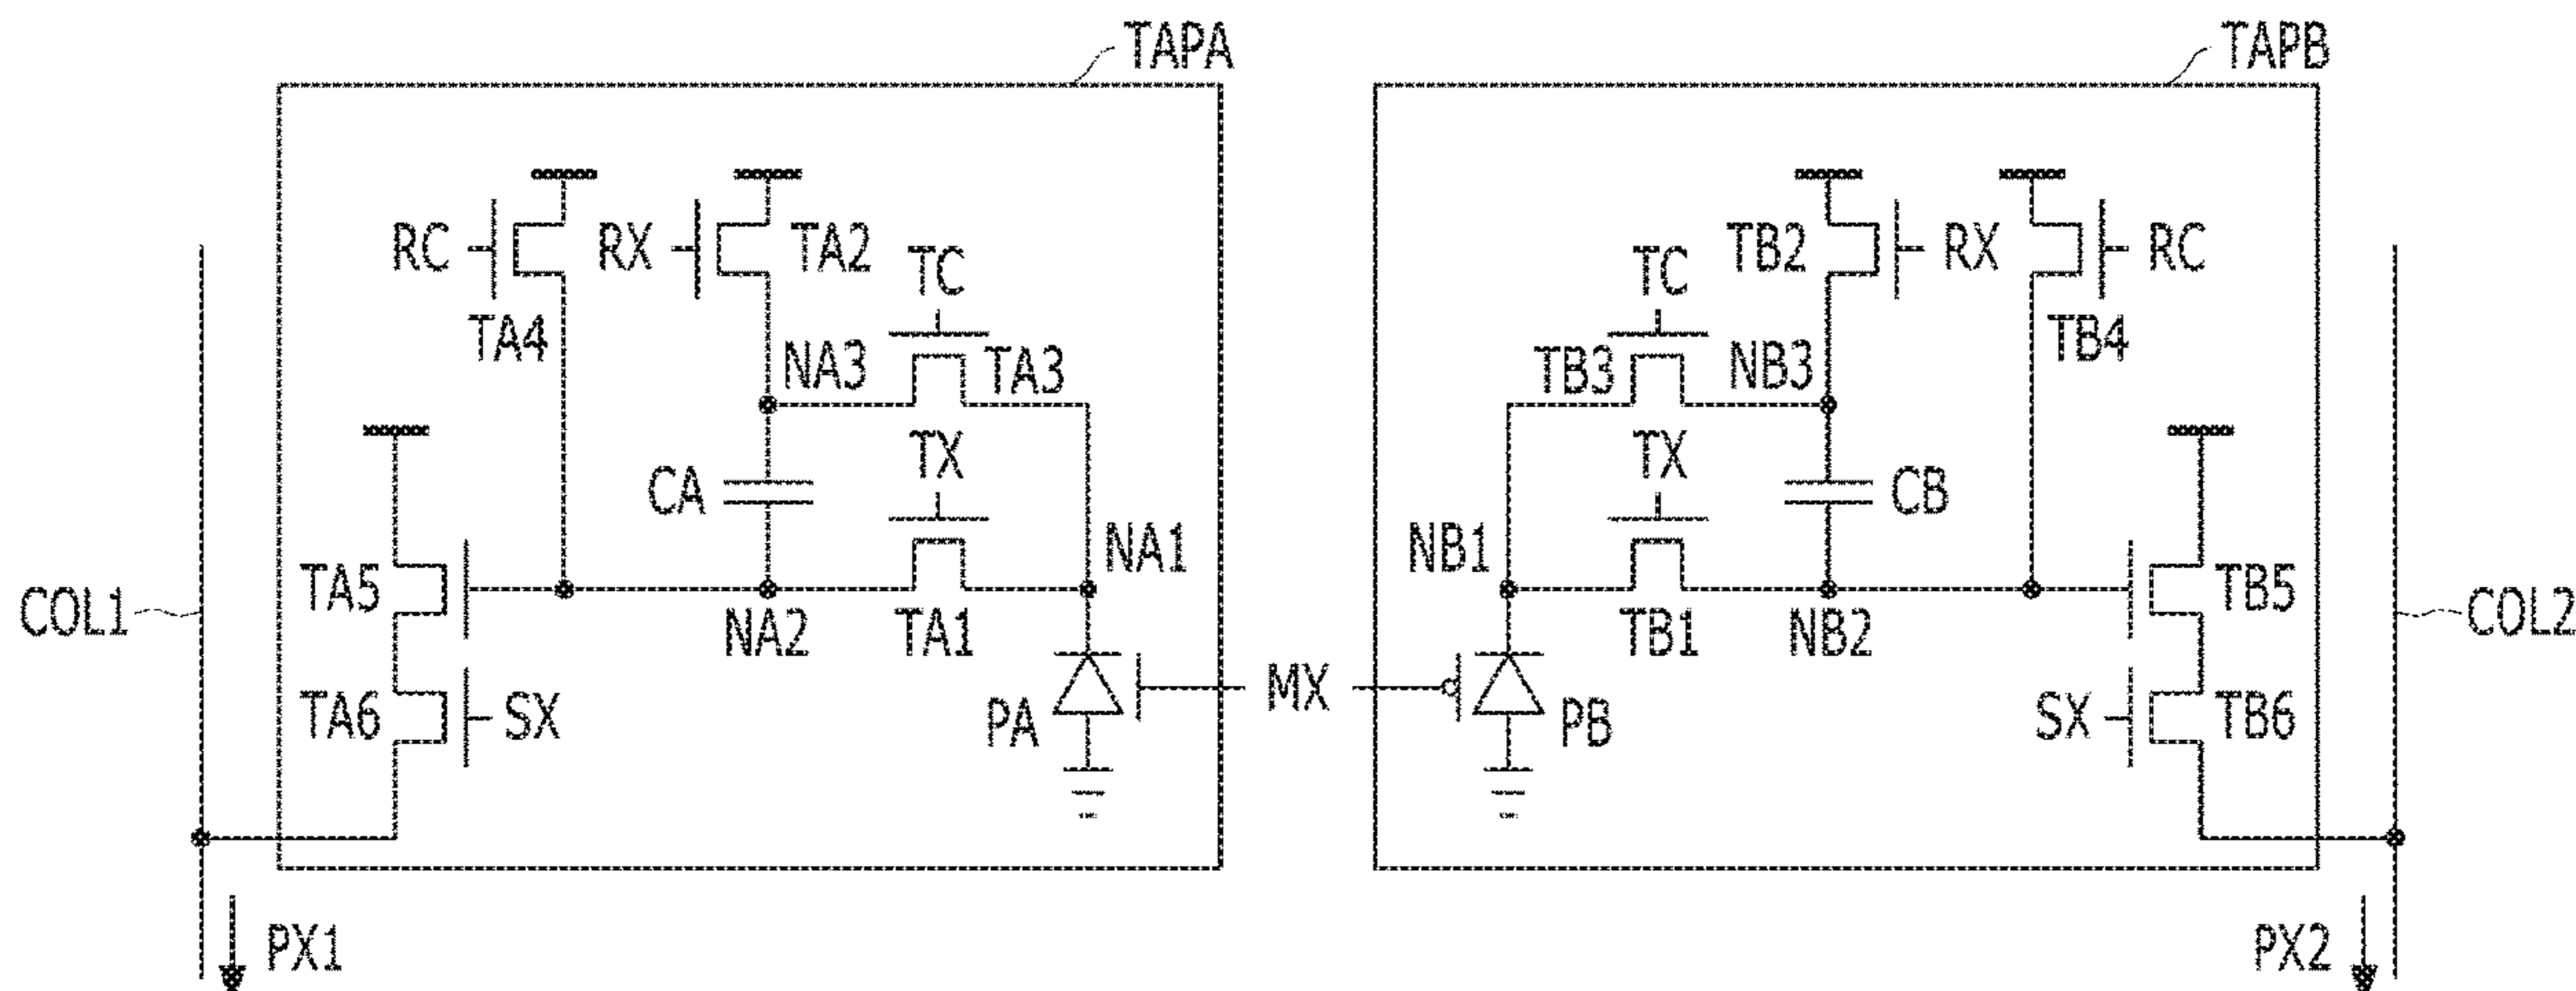 TAPA TAPB
RC RX TA2 TC TC TB2 RX RC
TA4 NA3 TA3 TB3 NB3 TB4
CA TX TX CB
TA5 NA1 NB1 TB5
COL1 NA2 TA1 TB1 NB2 COL2
TA6 SX PA MX PB SX TB6
PX1 PX2